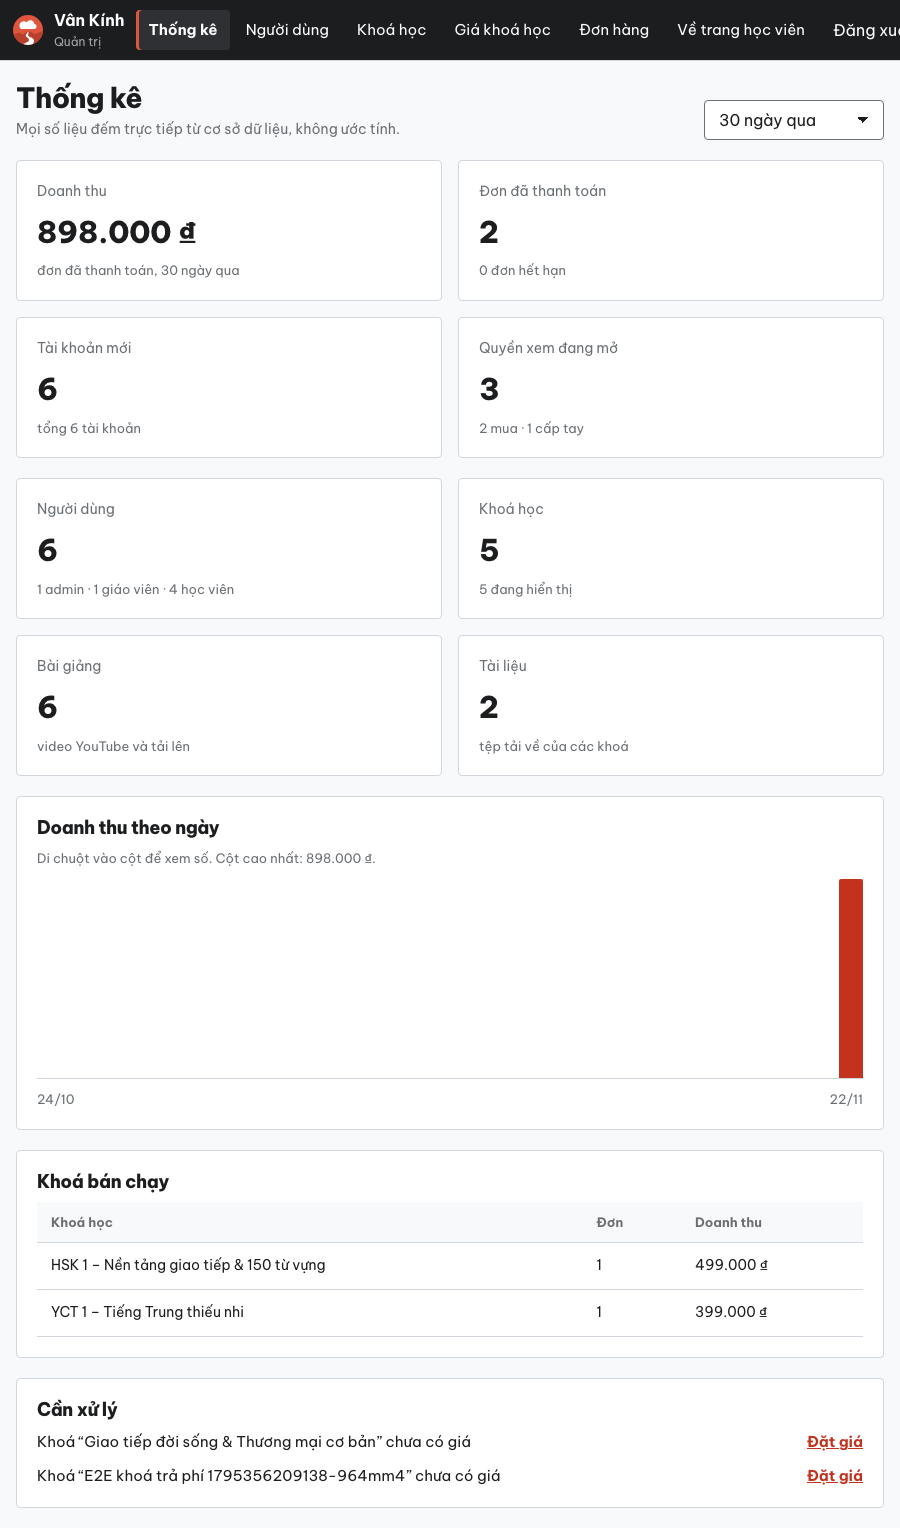 Vân Kính
Quản trị
Thống kê
Người dùng
Khoá học
Giá khoá học
Đơn hàng
Về trang học viên
Đăng xu
Thống kê
Mọi số liệu đếm trực tiếp từ cơ sở dữ liệu, không ước tính.
30 ngày qua
Doanh thu
898.000 ₫
đơn đã thanh toán, 30 ngày qua
Đơn đã thanh toán
2
0 đơn hết hạn
Tài khoản mới
6
tổng 6 tài khoản
Quyền xem đang mở
3
2 mua · 1 cấp tay
Người dùng
6
1 admin · 1 giáo viên · 4 học viên
Khoá học
5
5 đang hiển thị
Bài giảng
6
video YouTube và tải lên
Tài liệu
2
tệp tải về của các khoá
Doanh thu theo ngày
Di chuột vào cột để xem số. Cột cao nhất: 898.000 ₫.
24/10 22/11
Khoá bán chạy
Khoá học Đơn Doanh thu
HSK 1 – Nền tảng giao tiếp & 150 từ vựng 1 499.000 ₫
YCT 1 – Tiếng Trung thiếu nhi 1 399.000 ₫
Cần xử lý
Khoá “Giao tiếp đời sống & Thương mại cơ bản” chưa có giá Đặt giá
Khoá “E2E khoá trả phí 1795356209138-964mm4” chưa có giá Đặt giá